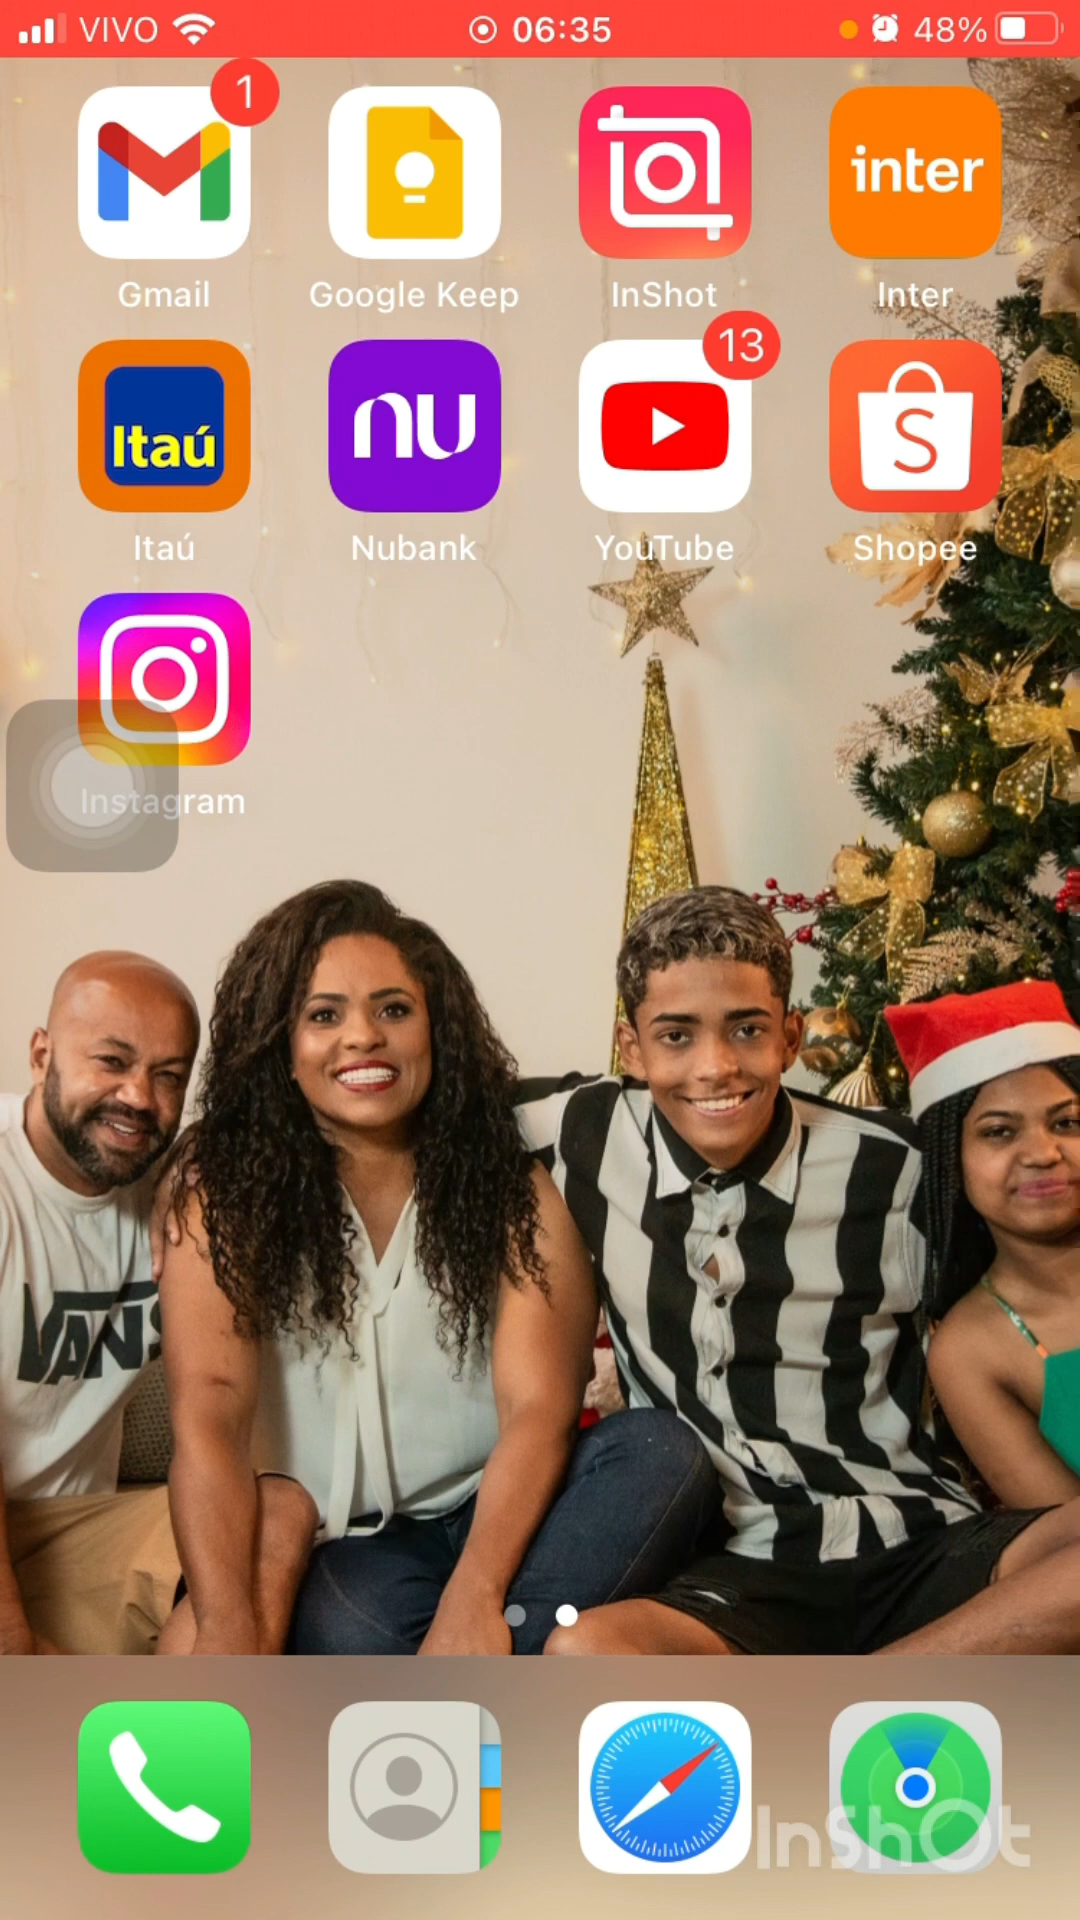 VIVO 06:35 48%
1
inter
Gmail Google Keep InShot Inter
13
Itaú nu S
Itaú Nubank YouTube Shopee
Instagram
VANS
InShOt